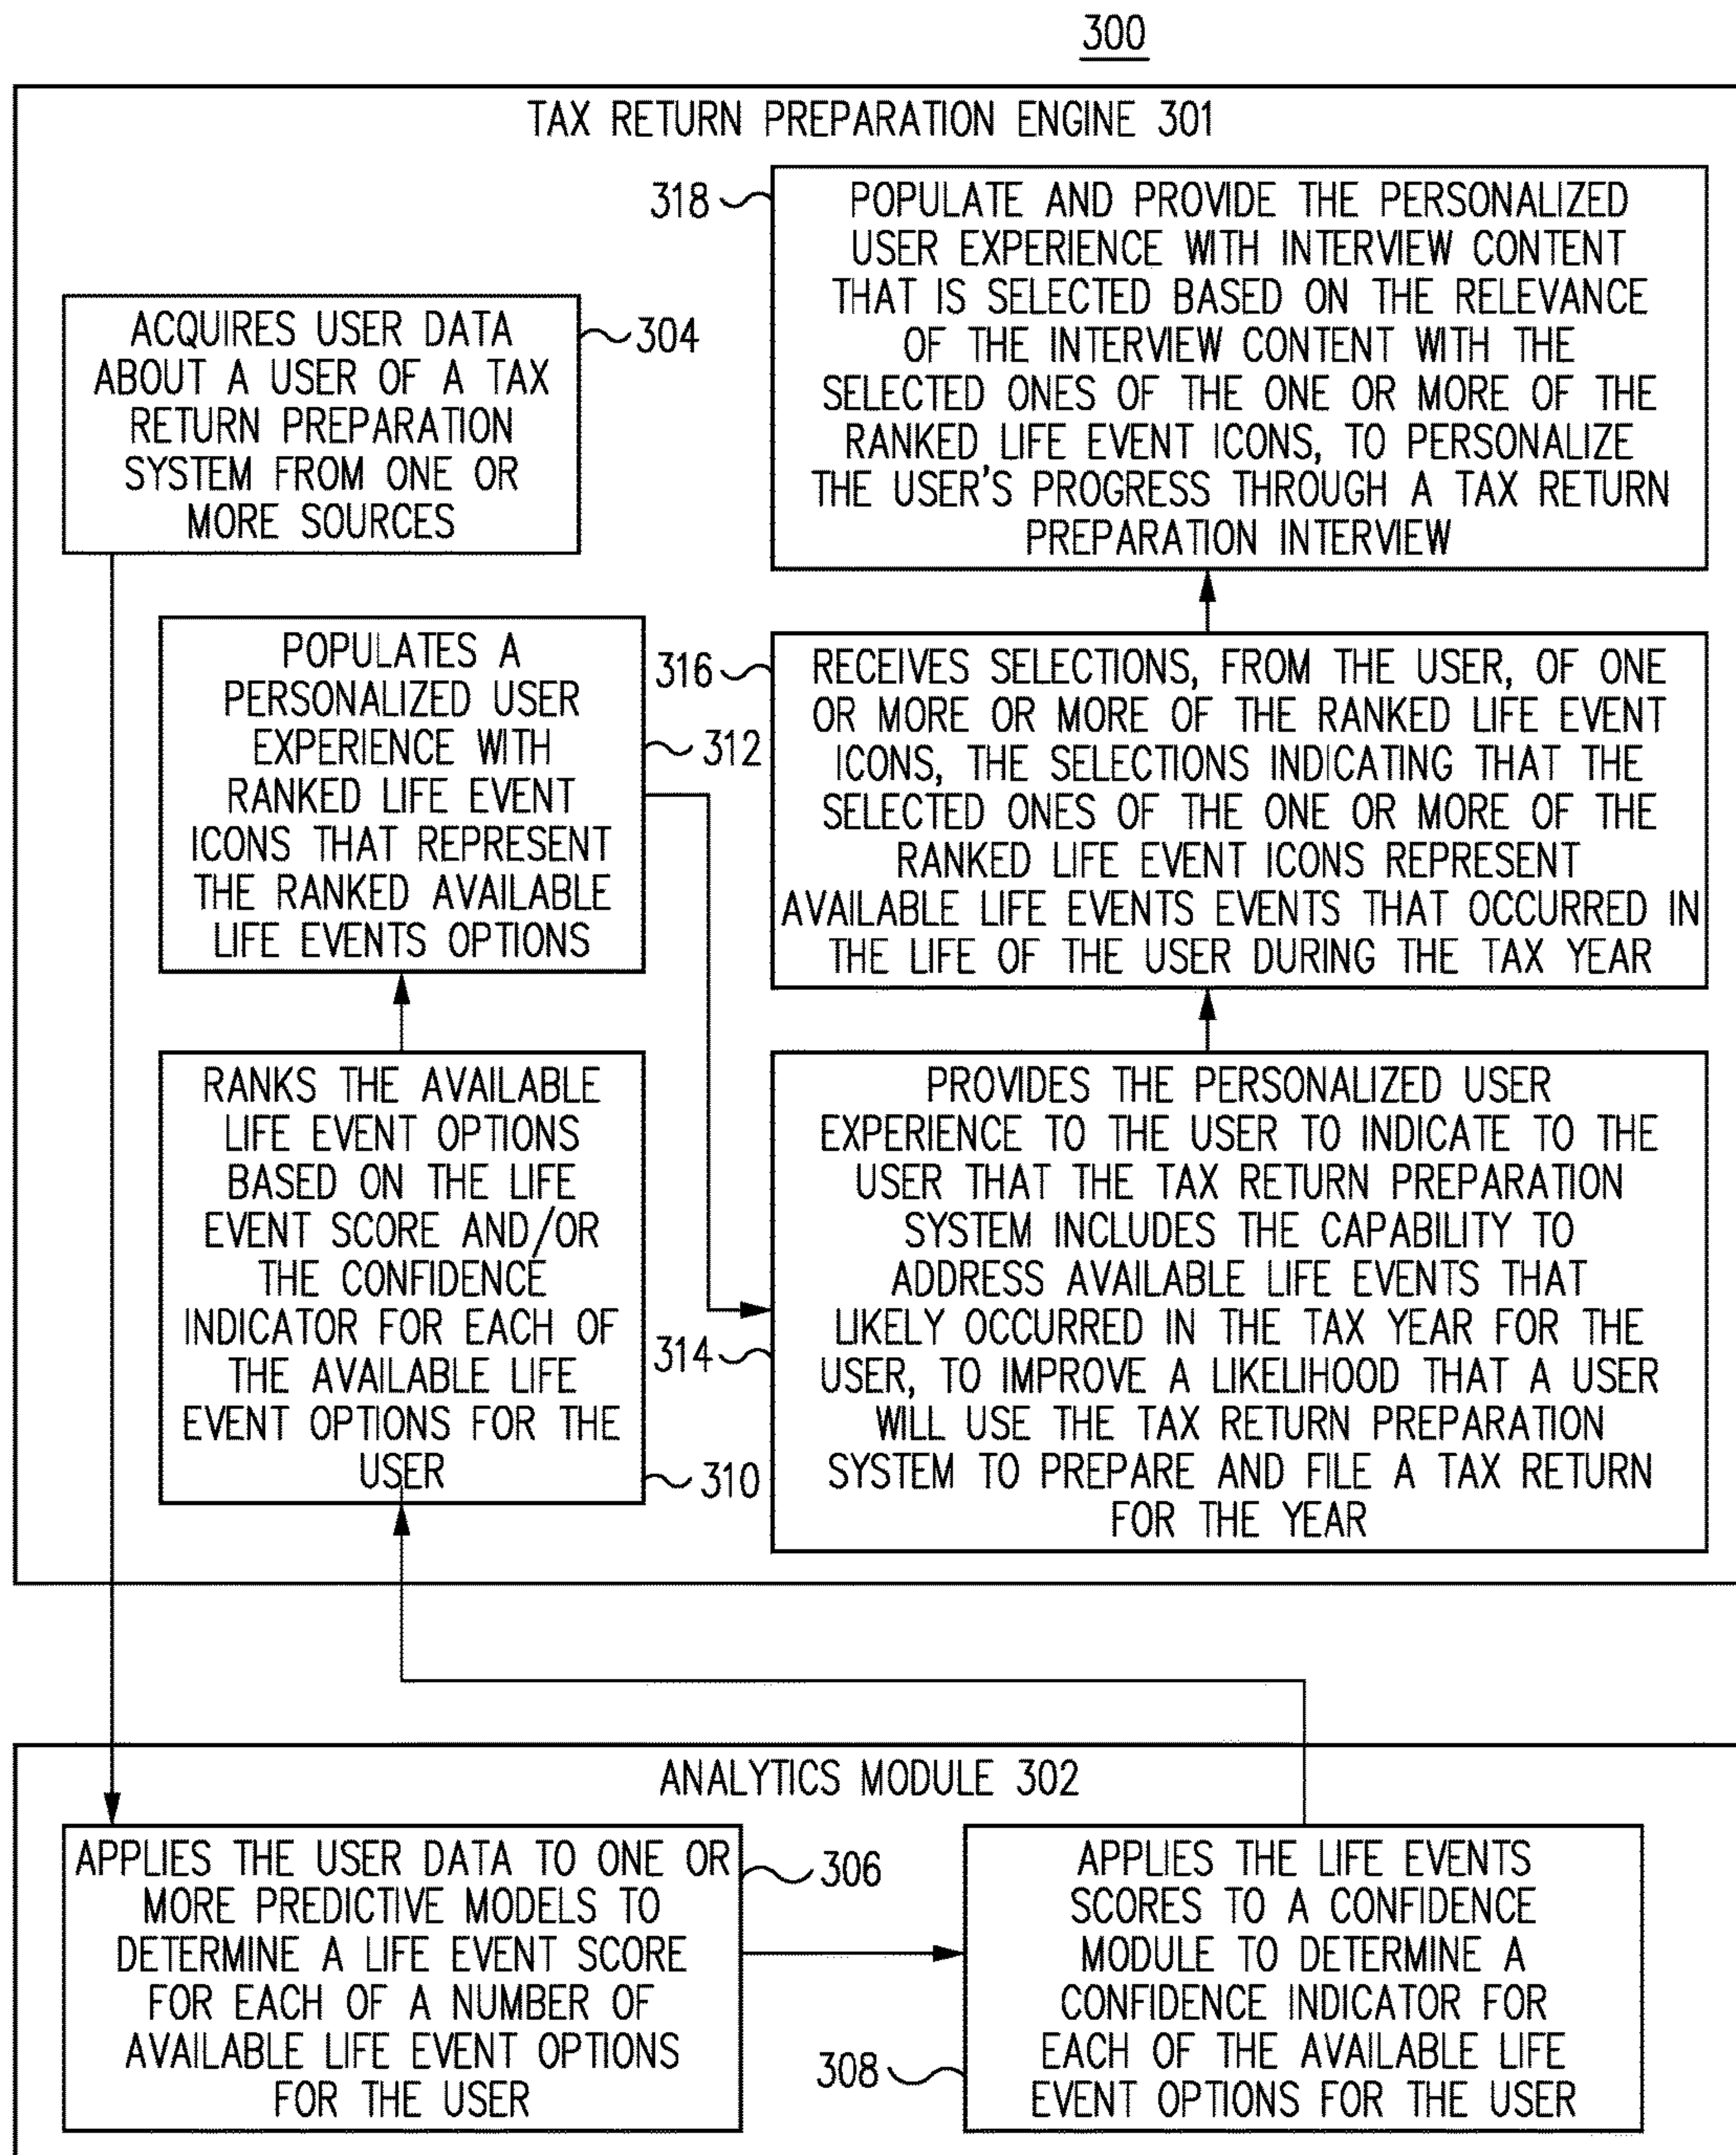 300
TAX RETURN PREPARATION ENGINE 301
ACQUIRES USER DATA
ABOUT A USER OF A TAX
RETURN PREPARATION
SYSTEM FROM ONE OR
MORE SOURCES
304
APPLIES THE USER DATA TO ONE OR
MORE PREDICTIVE MODELS TO
DETERMINE A LIFE EVENT SCORE
FOR EACH OF A NUMBER OF
AVAILABLE LIFE EVENT OPTIONS
FOR THE USER
306
ANALYTICS MODULE 302
APPLIES THE LIFE EVENTS
SCORES TO A CONFIDENCE
MODULE TO DETERMINE A
CONFIDENCE INDICATOR FOR
EACH OF THE AVAILABLE LIFE
EVENT OPTIONS FOR THE USER
308
RANKS THE AVAILABLE
LIFE EVENT OPTIONS
BASED ON THE LIFE
EVENT SCORE AND/OR
THE CONFIDENCE
INDICATOR FOR EACH OF
THE AVAILABLE LIFE
EVENT OPTIONS FOR THE
USER
310
POPULATES A
PERSONALIZED USER
EXPERIENCE WITH
RANKED LIFE EVENT
ICONS THAT REPRESENT
THE RANKED AVAILABLE
LIFE EVENTS OPTIONS
312
PROVIDES THE PERSONALIZED USER
EXPERIENCE TO THE USER TO INDICATE TO THE
USER THAT THE TAX RETURN PREPARATION
SYSTEM INCLUDES THE CAPABILITY TO
ADDRESS AVAILABLE LIFE EVENTS THAT
LIKELY OCCURRED IN THE TAX YEAR FOR THE
USER, TO IMPROVE A LIKELIHOOD THAT A USER
WILL USE THE TAX RETURN PREPARATION
SYSTEM TO PREPARE AND FILE A TAX RETURN
FOR THE YEAR
314
RECEIVES SELECTIONS, FROM THE USER, OF ONE
OR MORE OR MORE OF THE RANKED LIFE EVENT
ICONS, THE SELECTIONS INDICATING THAT THE
SELECTED ONES OF THE ONE OR MORE OF THE
RANKED LIFE EVENT ICONS REPRESENT
AVAILABLE LIFE EVENTS EVENTS THAT OCCURRED IN
THE LIFE OF THE USER DURING THE TAX YEAR
316
POPULATE AND PROVIDE THE PERSONALIZED
USER EXPERIENCE WITH INTERVIEW CONTENT
THAT IS SELECTED BASED ON THE RELEVANCE
OF THE INTERVIEW CONTENT WITH THE
SELECTED ONES OF THE ONE OR MORE OF THE
RANKED LIFE EVENT ICONS, TO PERSONALIZE
THE USER'S PROGRESS THROUGH A TAX RETURN
PREPARATION INTERVIEW
318